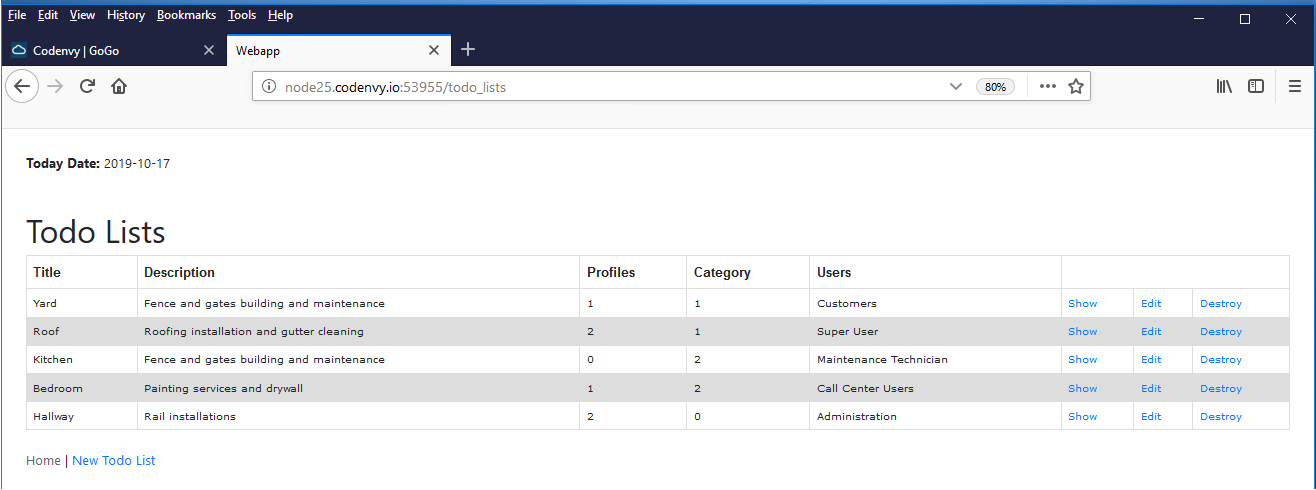 File Edit View History Bookmarks Tools Help
Codenvy | GoGo Webapp
node25.codenvy.io:53955/todo_lists 80%
Today Date: 2019-10-17
Todo Lists
Title Description Profiles Category Users
Yard Fence and gates building and maintenance 1 1 Customers Show Edit Destroy
Roof Roofing installation and gutter cleaning 2 1 Super User Show Edit Destroy
Kitchen Fence and gates building and maintenance 0 2 Maintenance Technician Show Edit Destroy
Bedroom Painting services and drywall 1 2 Call Center Users Show Edit Destroy
Hallway Rail installations 2 0 Administration Show Edit Destroy
Home | New Todo List